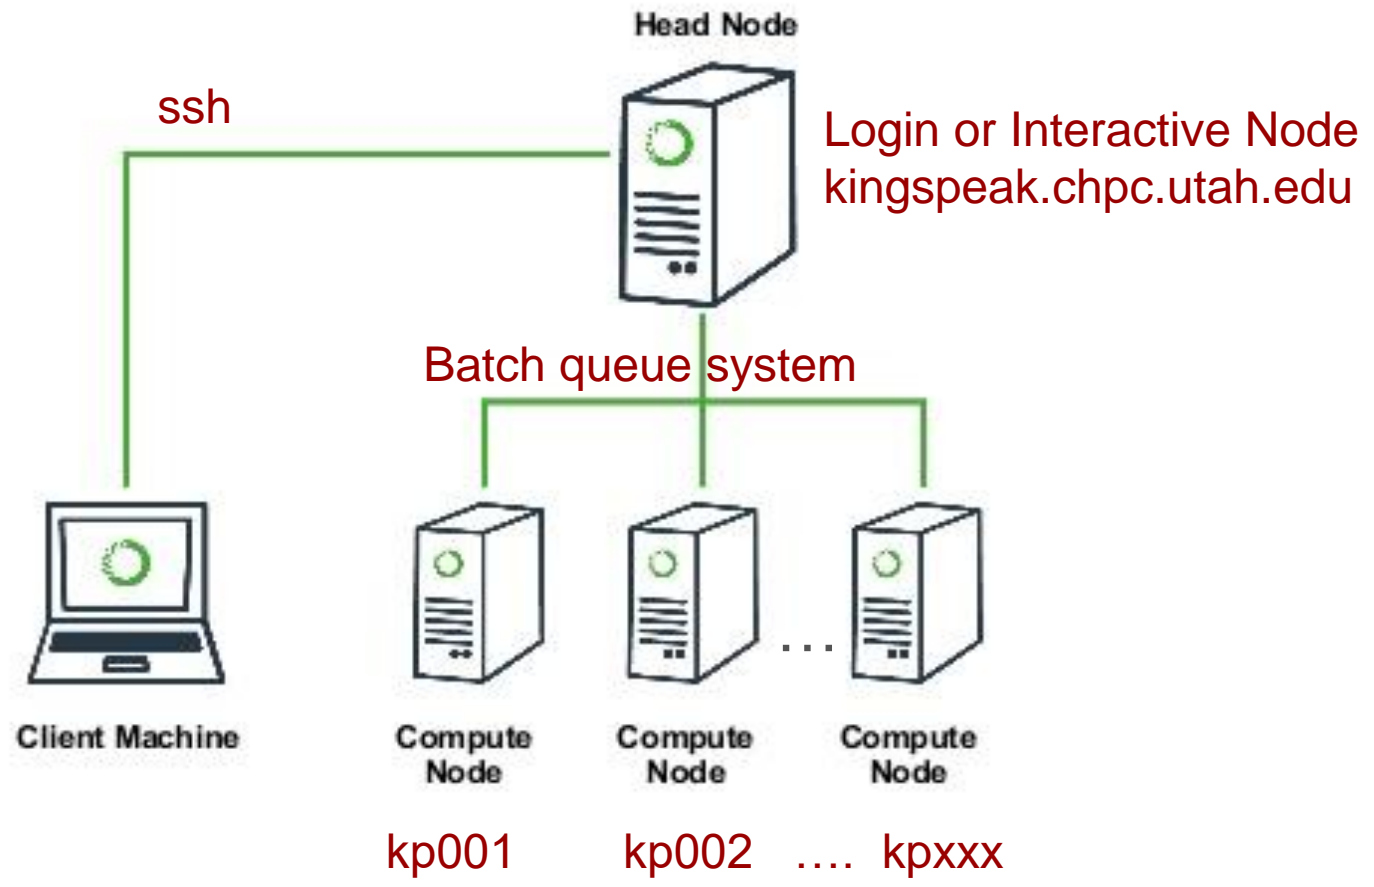 Head Node
ssh
Login or Interactive Node
kingspeak.chpc.utah.edu
Batch queue system
...
Client Machine
Compute
Node
Compute
Node
Compute
Node
kp001
kp002
....
kpxxx